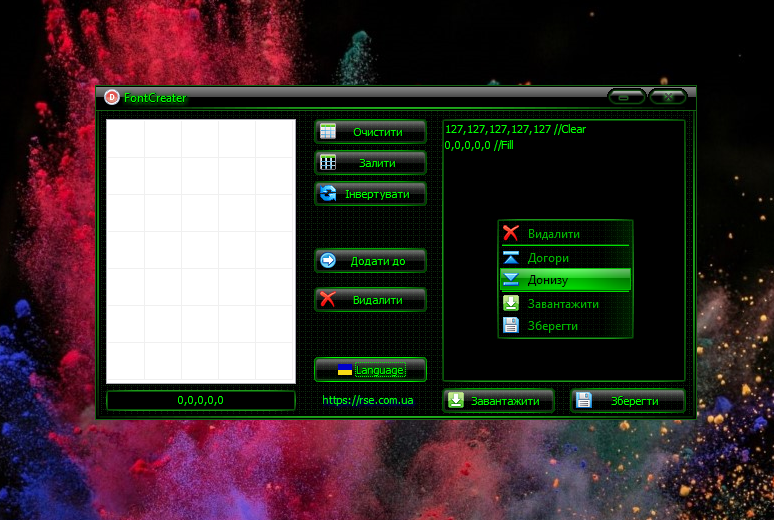 FontCreater
Очистити
Залити
Інвертувати
Додати до
Видалити
Language
https://rse.com.ua
0,0,0,0,0
127,127,127,127,127 //Clear
0,0,0,0,0 //Fill
Видалити
Догори
Донизу
Завантажити
Зберегти
Завантажити
Зберегти